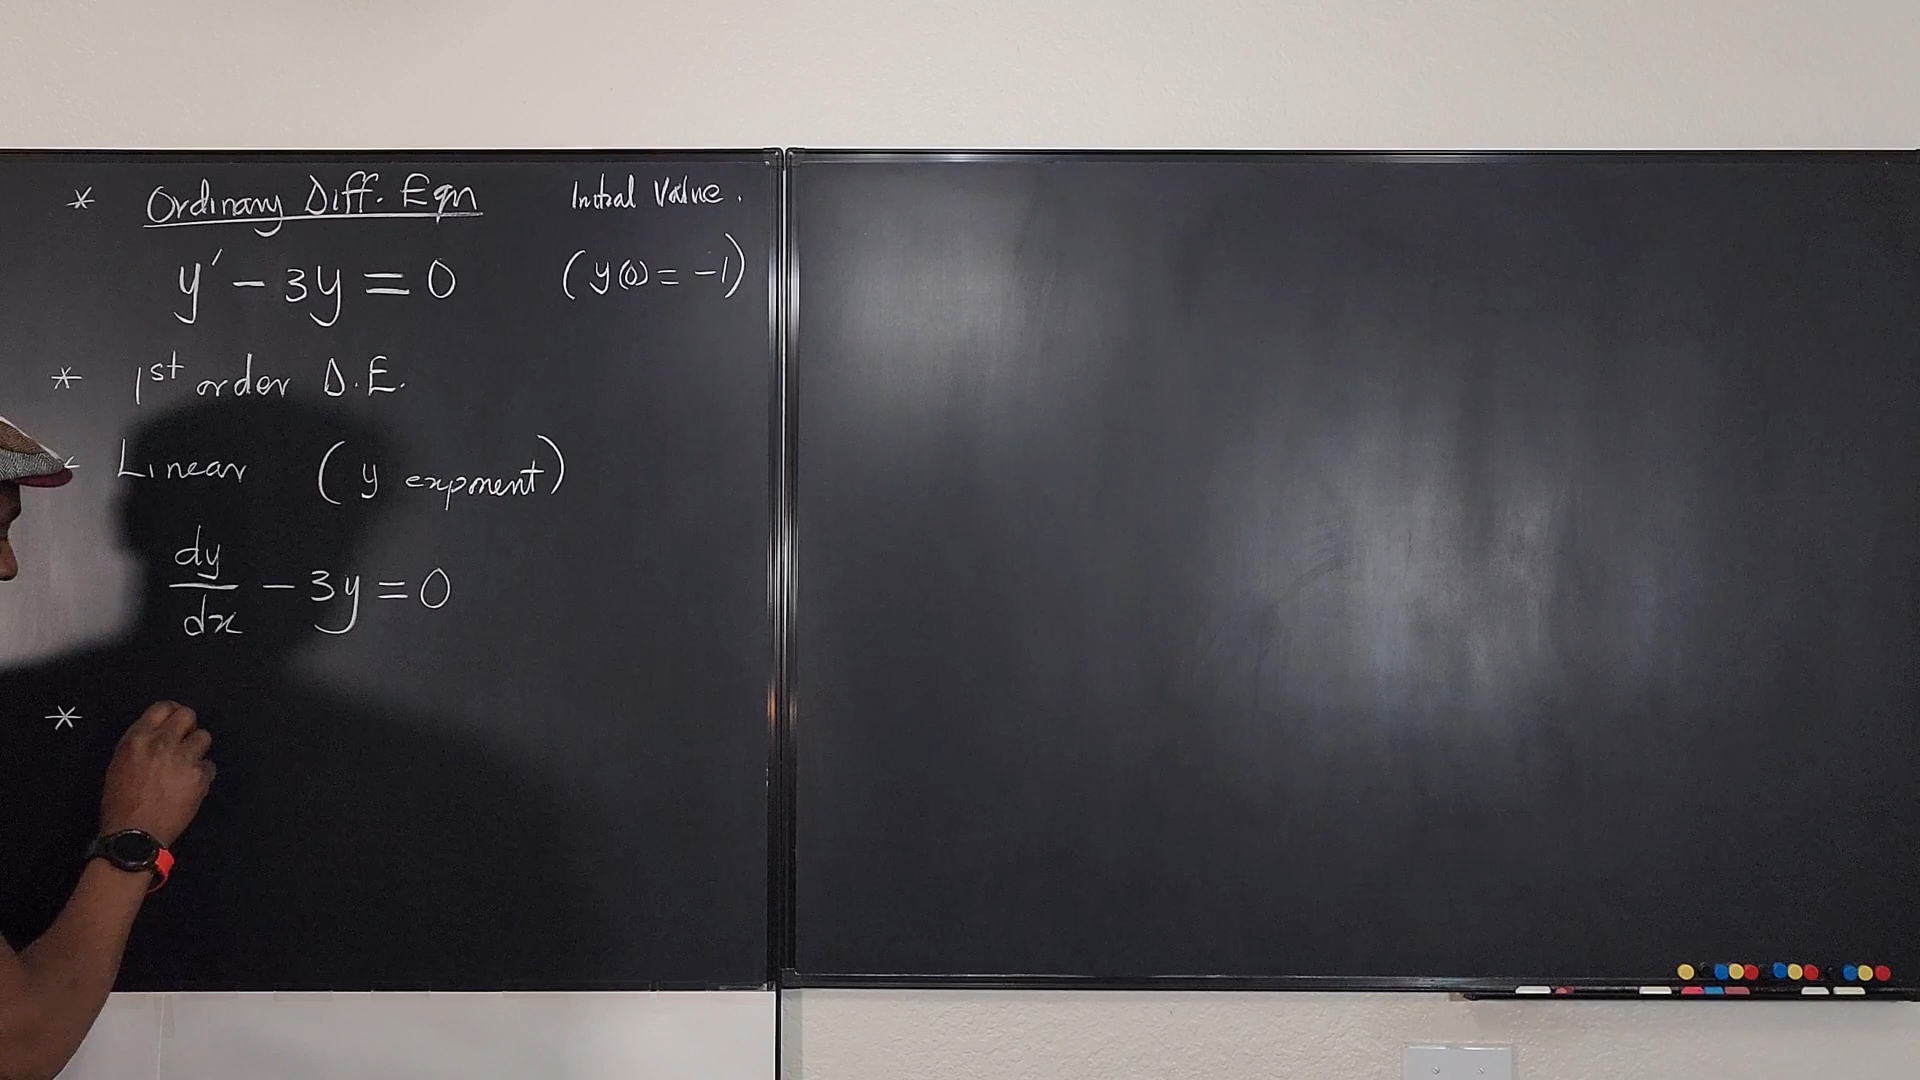 * Ordinary Diff. Eqn Initial Value.
y′ − 3y = 0 (y(0) = −1)
* 1st order D.E.
* Linear (y exponent)
dy/dx − 3y = 0
*